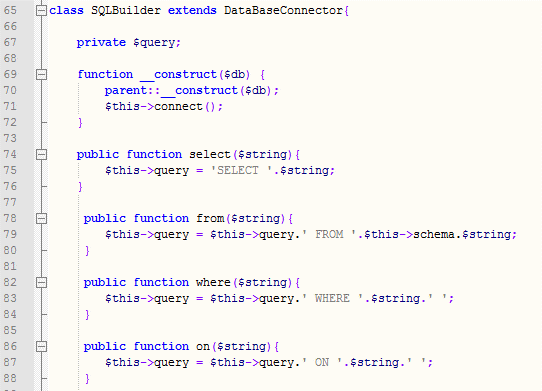 65 class SQLBuilder extends DataBaseConnector{
66
67 private $query;
68
69 function __construct($db) {
70 parent::__construct($db);
71 $this->connect();
72 }
73
74 public function select($string){
75 $this->query = 'SELECT '.$string;
76 }
77
78 public function from($string){
79 $this->query = $this->query.' FROM '.$this->schema.$string;
80 }
81
82 public function where($string){
83 $this->query = $this->query.' WHERE '.$string.' ';
84 }
85
86 public function on($string){
87 $this->query = $this->query.' ON '.$string.' ';
88 }